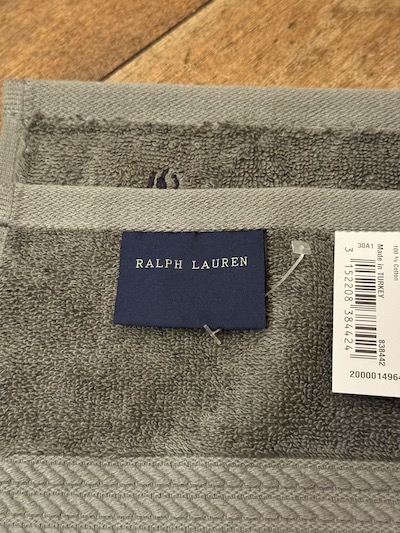 RALPH LAUREN
100 % Cotton
Made in TURKEY
30A1
3 152208 384424
838442
2000014964